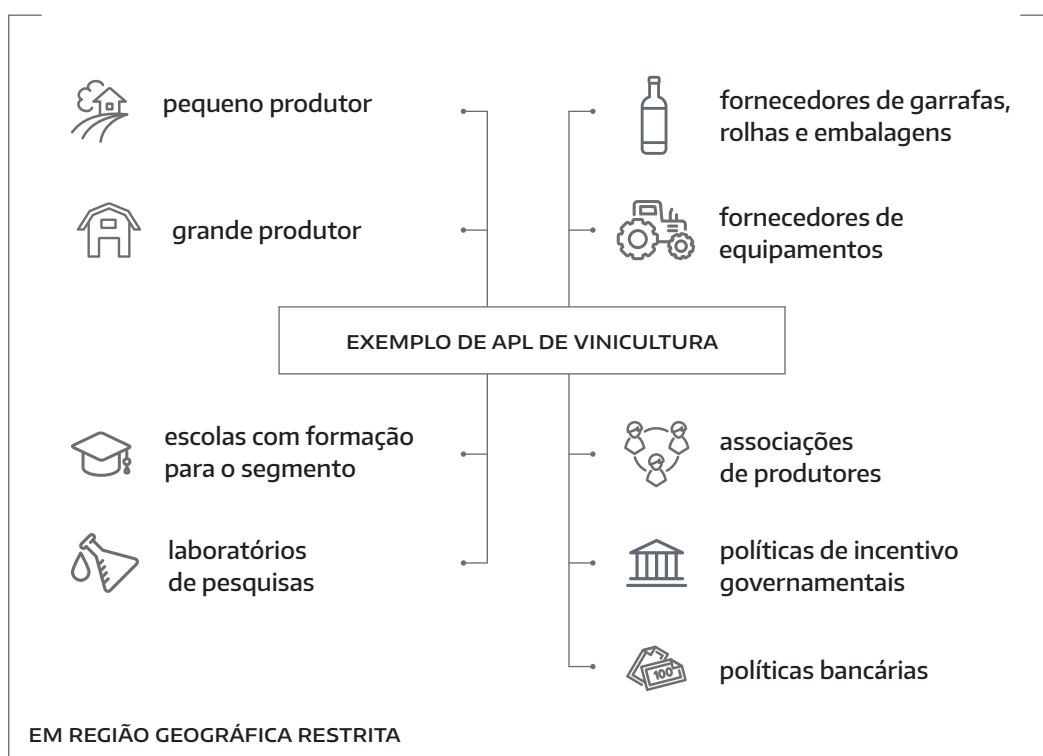 pequeno produtor
grande produtor
fornecedores de garrafas,
rolhas e embalagens
fornecedores de
equipamentos
EXEMPLO DE APL DE VINICULTURA
escolas com formação
para o segmento
laboratórios
de pesquisas
associações
de produtores
políticas de incentivo
governamentais
100
políticas bancárias
EM REGIÃO GEOGRÁFICA RESTRITA